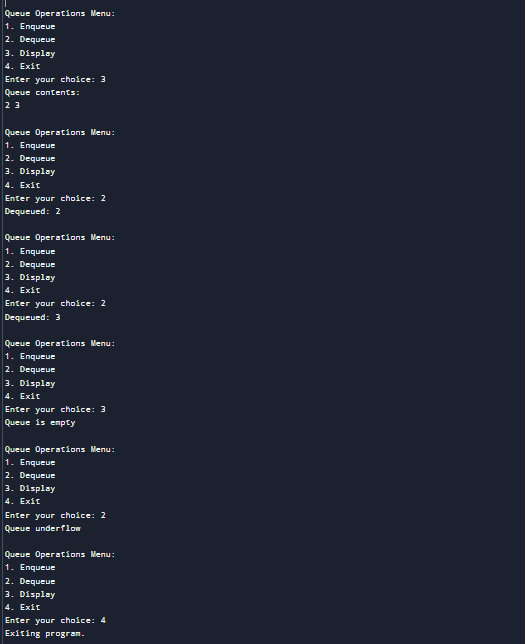 Queue Operations Menu:
1. Enqueue
2. Dequeue
3. Display
4. Exit
Enter your choice: 3
Queue contents:
2 3
Queue Operations Menu:
1. Enqueue
2. Dequeue
3. Display
4. Exit
Enter your choice: 2
Dequeued: 2
Queue Operations Menu:
1. Enqueue
2. Dequeue
3. Display
4. Exit
Enter your choice: 2
Dequeued: 3
Queue Operations Menu:
1. Enqueue
2. Dequeue
3. Display
4. Exit
Enter your choice: 3
Queue is empty
Queue Operations Menu:
1. Enqueue
2. Dequeue
3. Display
4. Exit
Enter your choice: 2
Queue underflow
Queue Operations Menu:
1. Enqueue
2. Dequeue
3. Display
4. Exit
Enter your choice: 4
Exiting program.